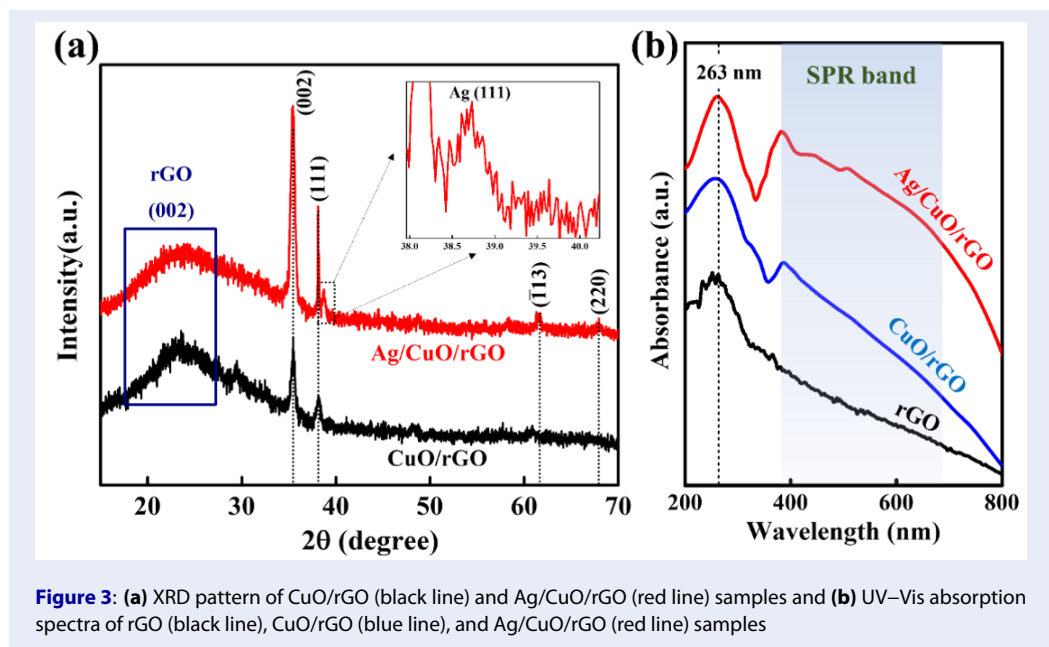 (a)
Intensity(a.u.)
rGO
(002)
(002)
(111)
Ag (111)
38.0 38.5 39.0 39.5 40.0
(1̅13)
(220)
Ag/CuO/rGO
CuO/rGO
20 30 40 50 60 70
2θ (degree)
(b)
Absorbance (a.u.)
263 nm
SPR band
Ag/CuO/rGO
CuO/rGO
rGO
200 400 600 800
Wavelength (nm)
Figure 3: (a) XRD pattern of CuO/rGO (black line) and Ag/CuO/rGO (red line) samples and (b) UV–Vis absorption
spectra of rGO (black line), CuO/rGO (blue line), and Ag/CuO/rGO (red line) samples